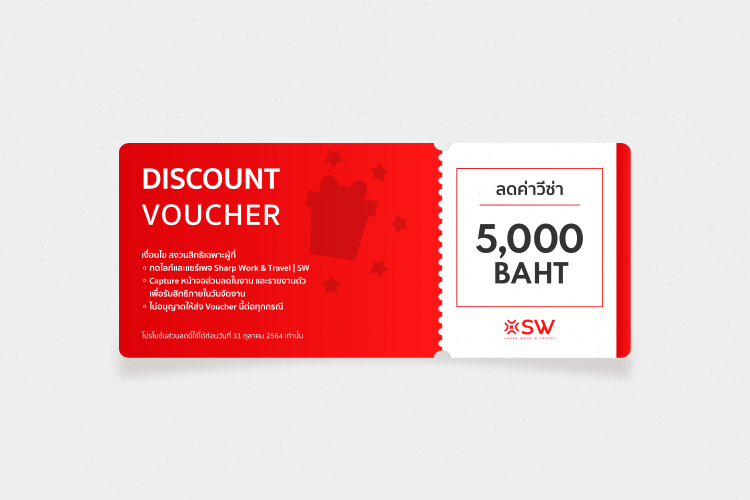 DISCOUNT
VOUCHER
เงื่อนไข สงวนสิทธิเฉพาะผู้ที่
กดไลก์และแชร์เพจ Sharp Work & Travel | SW
Capture หน้าจอส่วนลดในงาน และรายงานตัว
เพื่อรับสิทธิภายในวันจัดงาน
ไม่อนุญาตให้ส่ง Voucher นี้ต่อทุกกรณี
โปรโมชันส่วนลดนี้ใช้ได้ก่อนวันที่ 31 ตุลาคม 2564 เท่านั้น
ลดค่าวีซ่า
5,000
BAHT
SW
SHARP WORK & TRAVEL